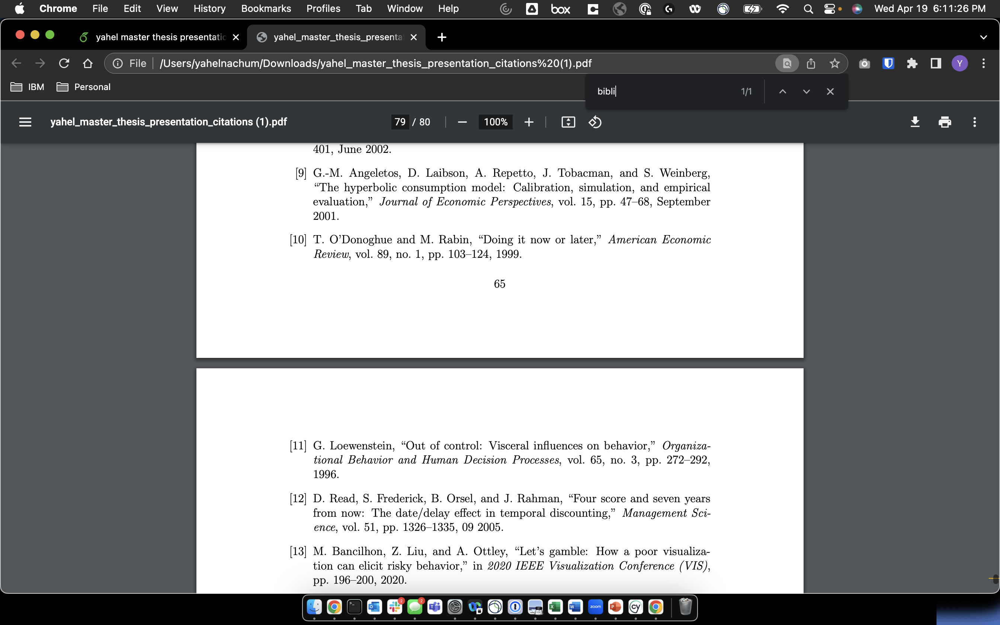 Chrome File Edit View History Bookmarks Profiles Tab Window Help box Wed Apr 19 6:11:26 PM
yahel master thesis presentatio yahel_master_thesis_presenta
File /Users/yahelnachum/Downloads/yahel_master_thesis_presentation_citations%20(1).pdf Y
IBM Personal
bibli 1/1
yahel_master_thesis_presentation_citations (1).pdf 79 / 80 100%
401, June 2002.
[9] G.-M. Angeletos, D. Laibson, A. Repetto, J. Tobacman, and S. Weinberg,
“The hyperbolic consumption model: Calibration, simulation, and empirical
evaluation,” Journal of Economic Perspectives, vol. 15, pp. 47–68, September
2001.
[10] T. O’Donoghue and M. Rabin, “Doing it now or later,” American Economic
Review, vol. 89, no. 1, pp. 103–124, 1999.
65
[11] G. Loewenstein, “Out of control: Visceral influences on behavior,” Organiza-
tional Behavior and Human Decision Processes, vol. 65, no. 3, pp. 272–292,
1996.
[12] D. Read, S. Frederick, B. Orsel, and J. Rahman, “Four score and seven years
from now: The date/delay effect in temporal discounting,” Management Sci-
ence, vol. 51, pp. 1326–1335, 09 2005.
[13] M. Bancilhon, Z. Liu, and A. Ottley, “Let’s gamble: How a poor visualiza-
tion can elicit risky behavior,” in 2020 IEEE Visualization Conference (VIS),
pp. 196–200, 2020.
2 2 zoom cy